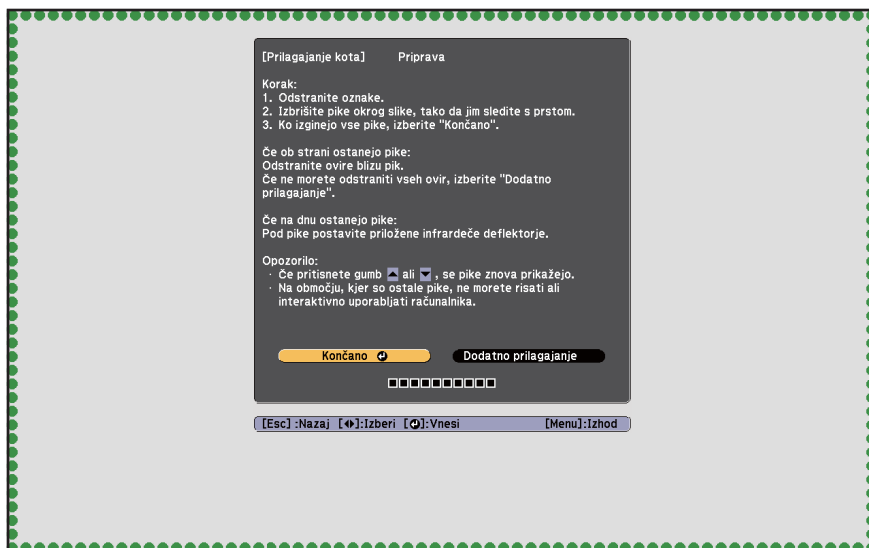 [Prilagajanje kota] Priprava
Korak:
1. Odstranite oznake.
2. Izbrišite pike okrog slike, tako da jim sledite s prstom.
3. Ko izginejo vse pike, izberite "Končano".
Če ob strani ostanejo pike:
Odstranite ovire blizu pik.
Če ne morete odstraniti vseh ovir, izberite "Dodatno
prilagajanje".
Če na dnu ostanejo pike:
Pod pike postavite priložene infrardeče deflektorje.
Opozorilo:
· Če pritisnete gumb ▲ ali ▼ , se pike znova prikažejo.
· Na območju, kjer so ostale pike, ne morete risati ali
interaktivno uporabljati računalnika.
Končano Dodatno prilagajanje
[Esc] :Nazaj [◆]:Izberi [⏎]:Vnesi [Menu]:Izhod